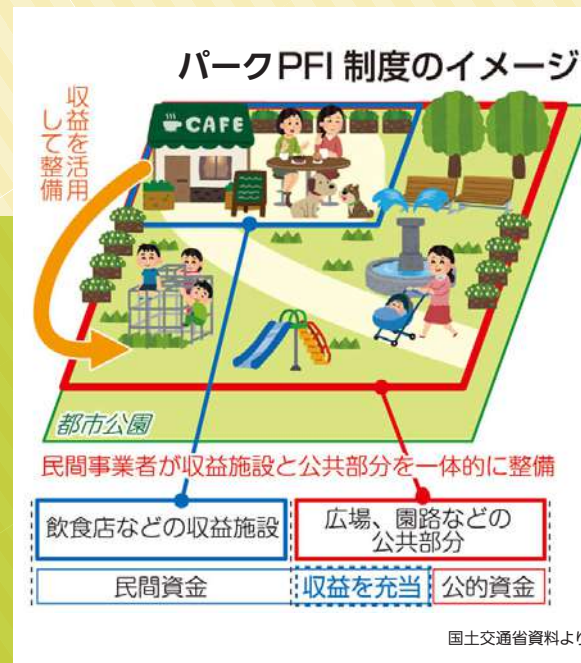 パークPFI 制度のイメージ
収益を活用
して整備
CAFE
都市公園
民間事業者が収益施設と公共部分を一体的に整備
飲食店などの収益施設
広場、園路などの
公共部分
民間資金
収益を充当
公的資金
国土交通省資料より